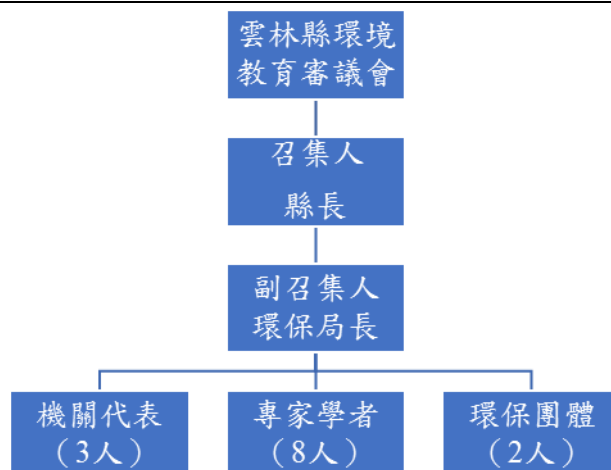 雲林縣環境
教育審議會
召集人
縣長
副召集人
環保局長
機關代表
（3人）
專家學者
（8人）
環保團體
（2人）